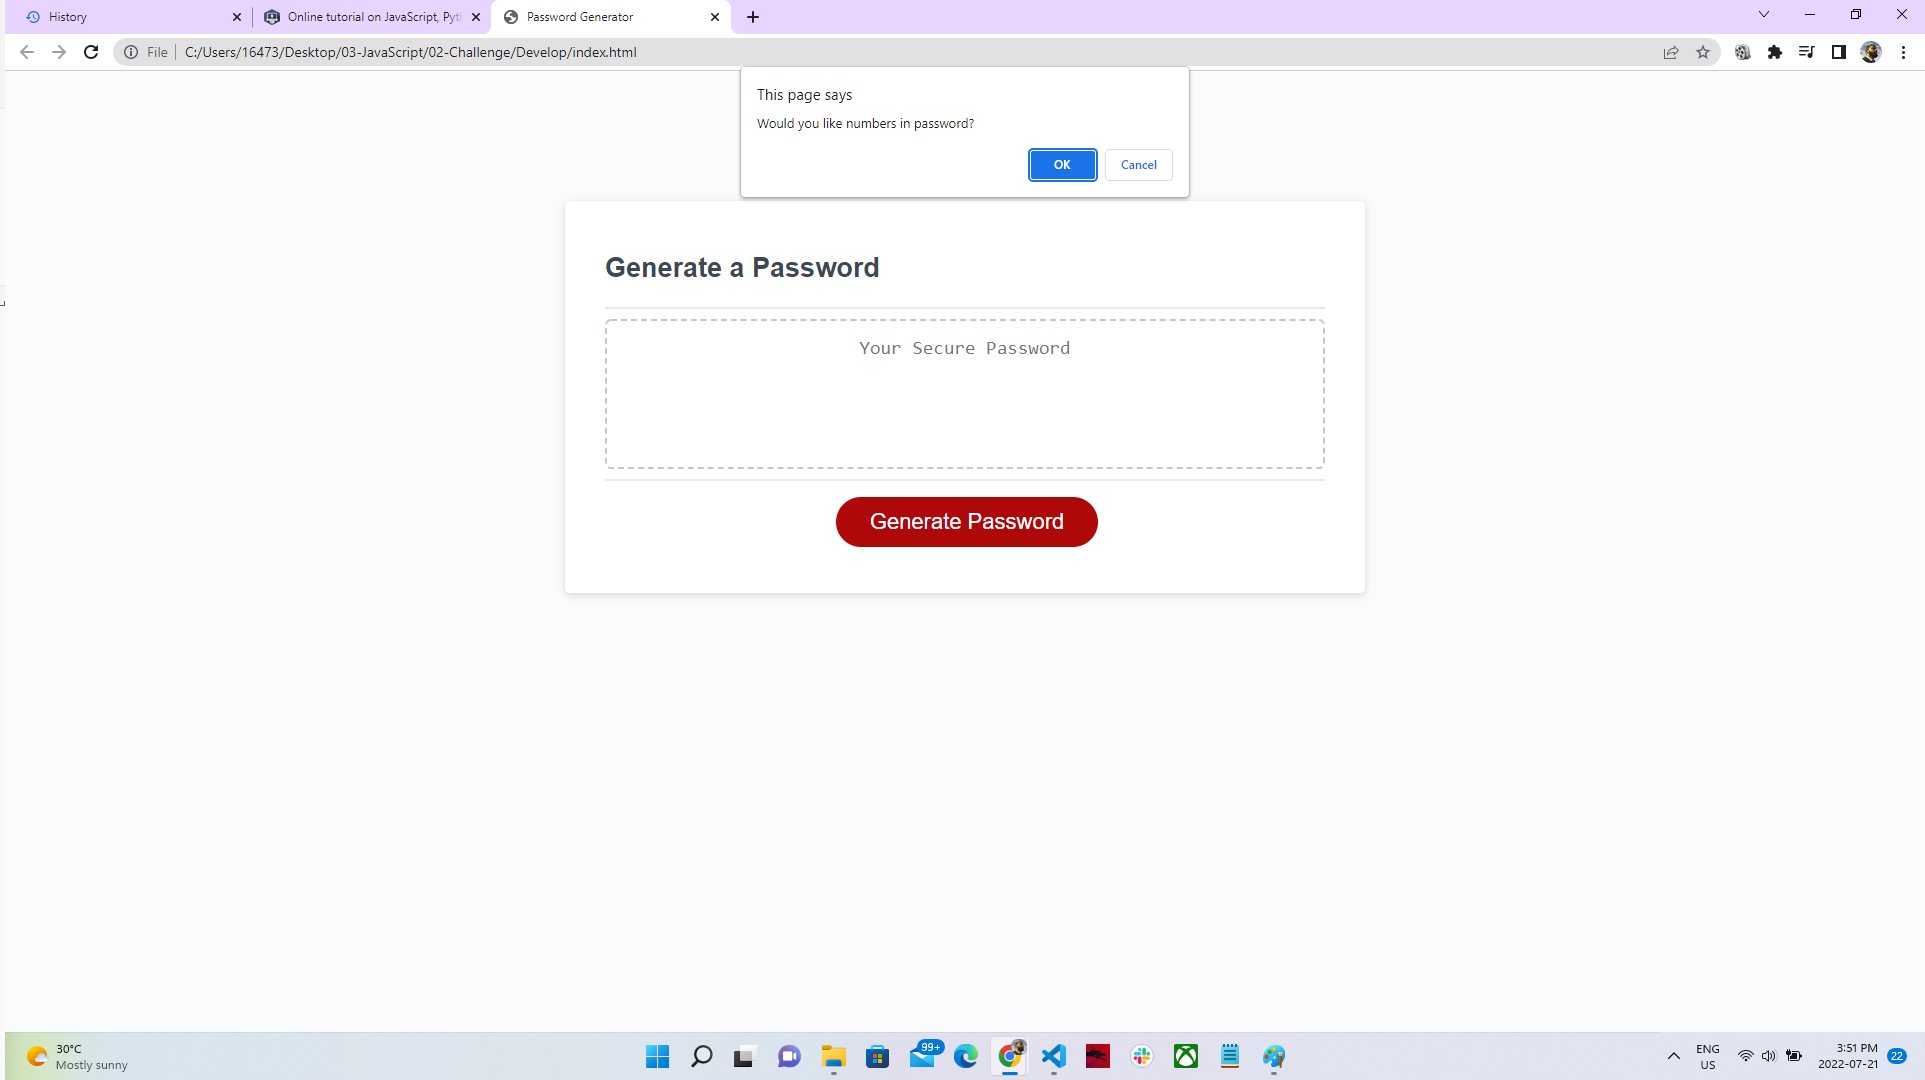 History
Online tutorial on JavaScript, Pyt
Password Generator
File
C:/Users/16473/Desktop/03-JavaScript/02-Challenge/Develop/index.html
This page says
Would you like numbers in password?
OK
Cancel
Generate a Password
Your Secure Password
Generate Password
30°C
Mostly sunny
99+
ENG
US
3:51 PM
2022-07-21
22